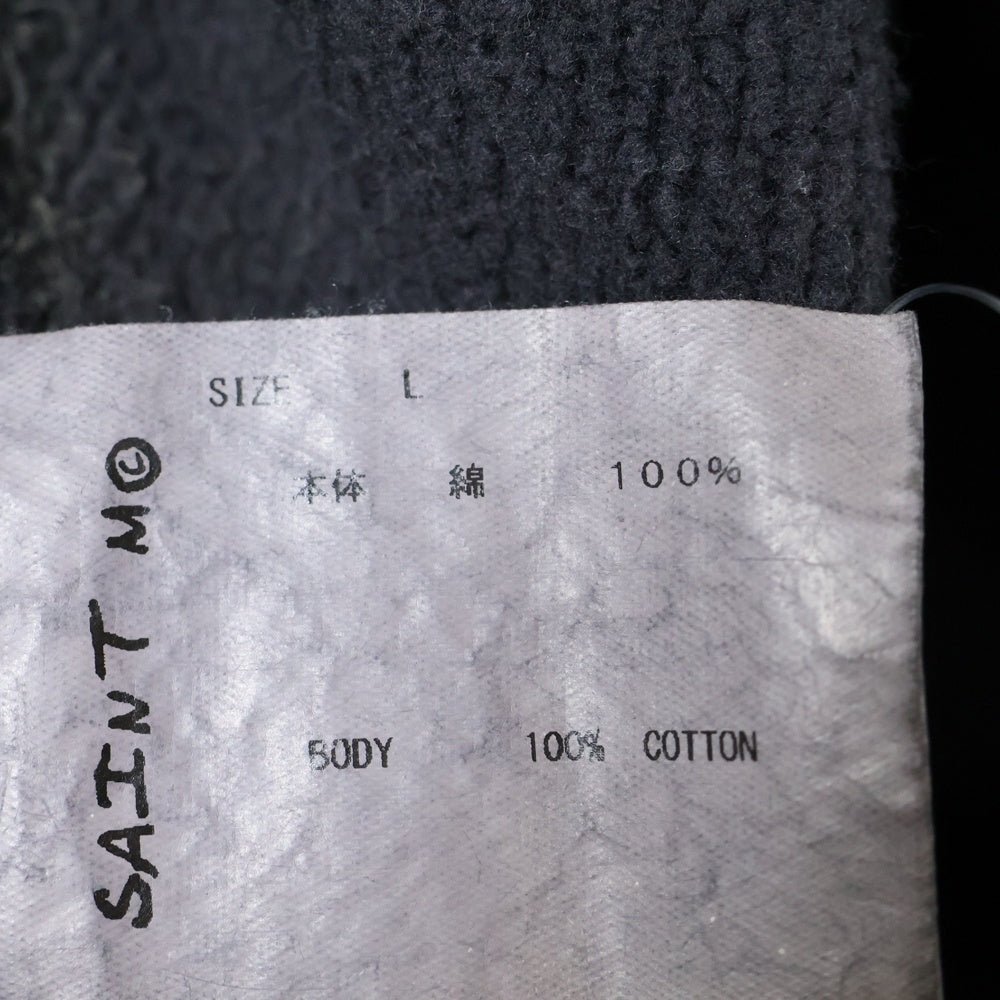 SIZE L
本体 綿 100%
BODY 100% COTTON
SAINT M©